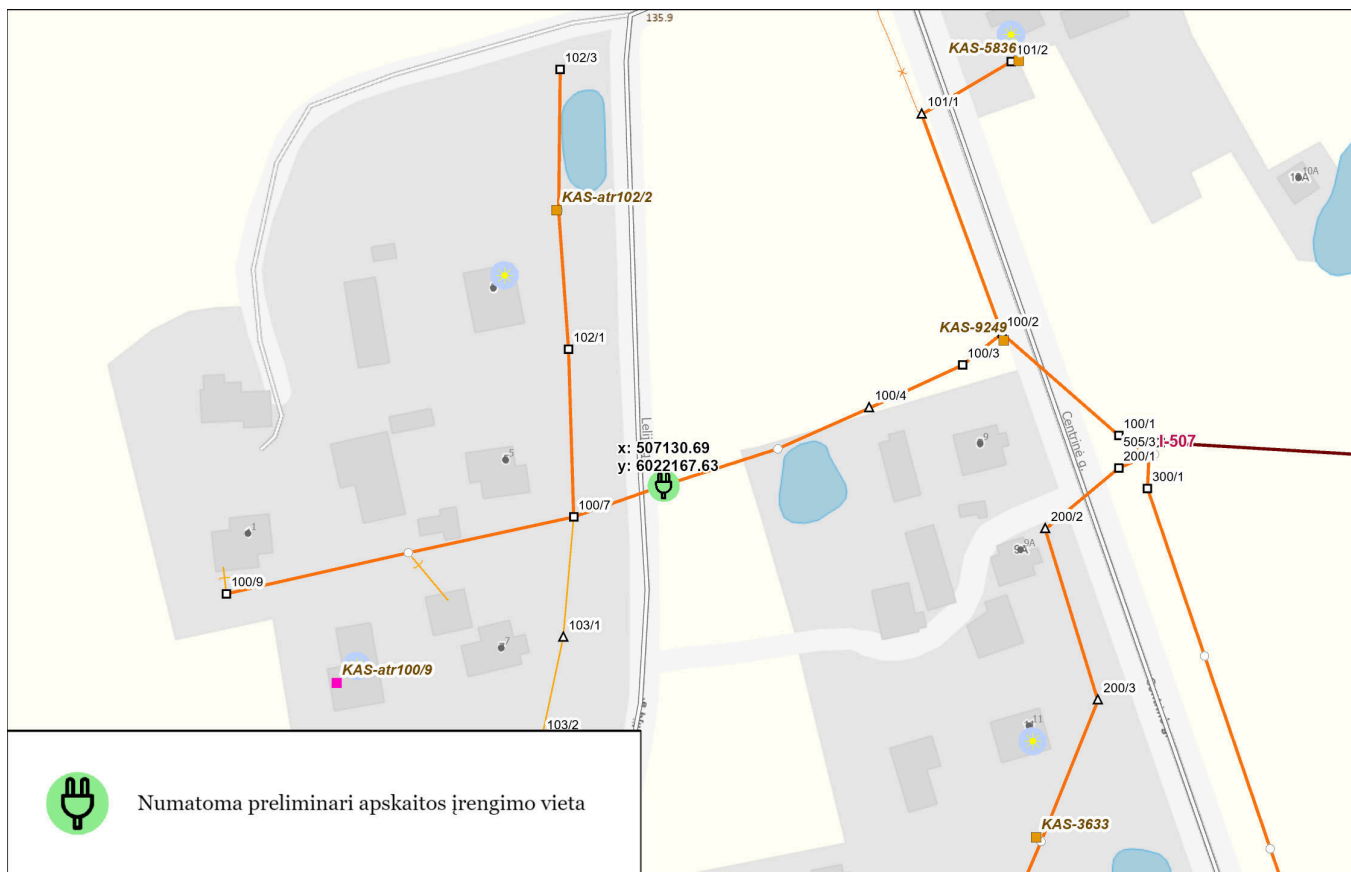 135.9
102/3
KAS-5836
101/2
101/1
10A
10A
KAS-atr102/2
KAS-9249
100/2
102/1
100/3
100/4
Centrinė g.
100/1
505/3
I-507
200/1
x: 507130.69
y: 6022167.63
9
5
300/1
100/7
200/2
1
9A
9A
100/9
103/1
7
KAS-atr100/9
200/3
11
103/2
Numatoma preliminari apskaitos įrengimo vieta
KAS-3633